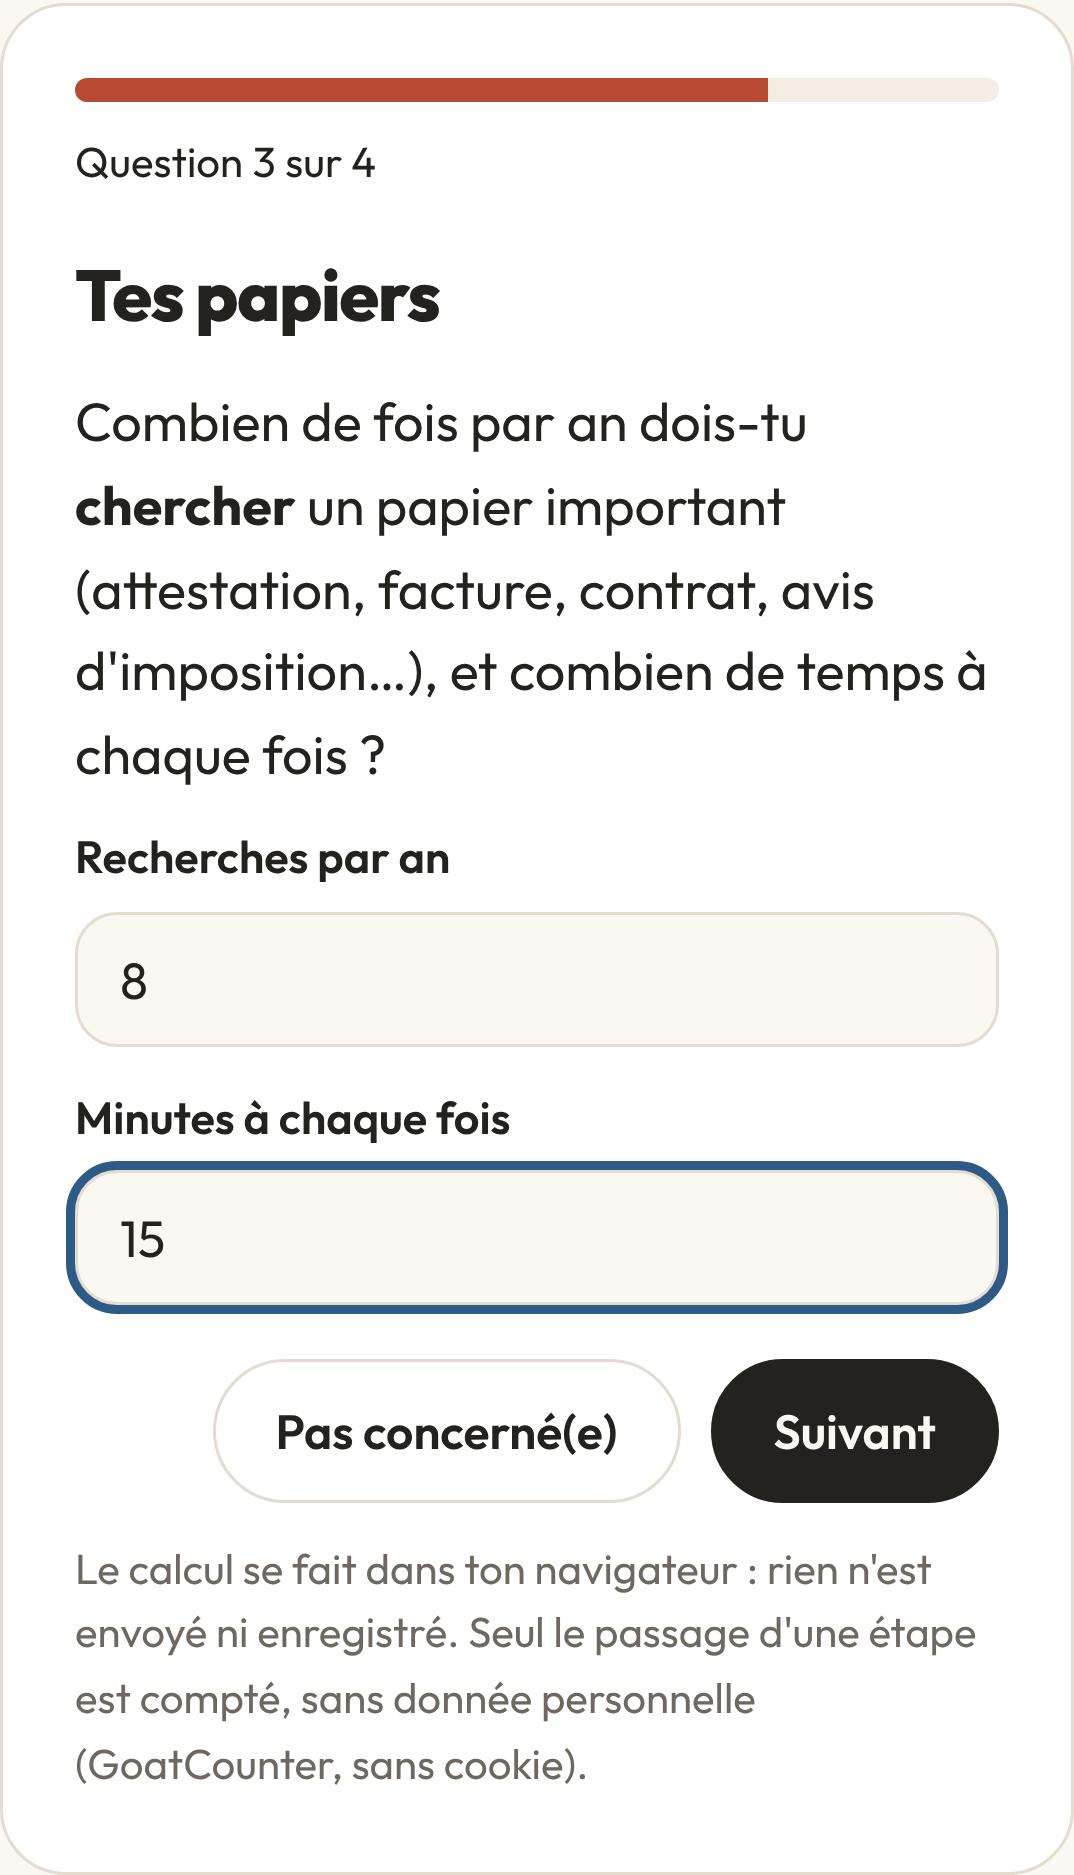 Question 3 sur 4
Tes papiers
Combien de fois par an dois-tu
chercher un papier important
(attestation, facture, contrat, avis
d'imposition…), et combien de temps à
chaque fois ?
Recherches par an
8
Minutes à chaque fois
15
Pas concerné(e)
Suivant
Le calcul se fait dans ton navigateur : rien n'est
envoyé ni enregistré. Seul le passage d'une étape
est compté, sans donnée personnelle
(GoatCounter, sans cookie).